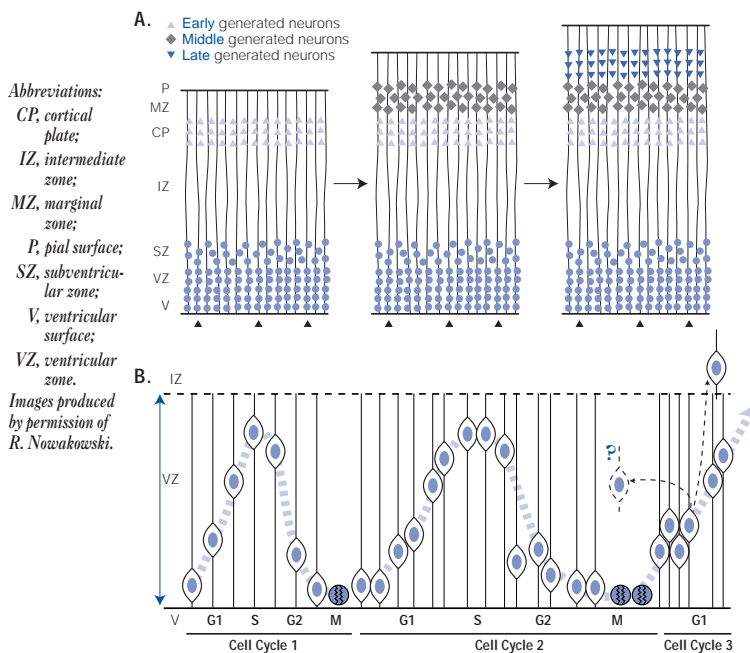 A.
Early generated neurons
Middle generated neurons
Late generated neurons
Abbreviations:
CP, cortical
plate;
IZ, intermediate
zone;
MZ, marginal
zone;
P, pial surface;
SZ, subventricu-
lar zone;
V, ventricular
surface;
VZ, ventricular
zone.
Images produced
by permission of
R. Nowakowski.
P
MZ
CP
IZ
SZ
VZ
V
B.
IZ
VZ
?
V G1 S G2 M G1 S G2 M G1
Cell Cycle 1 Cell Cycle 2 Cell Cycle 3